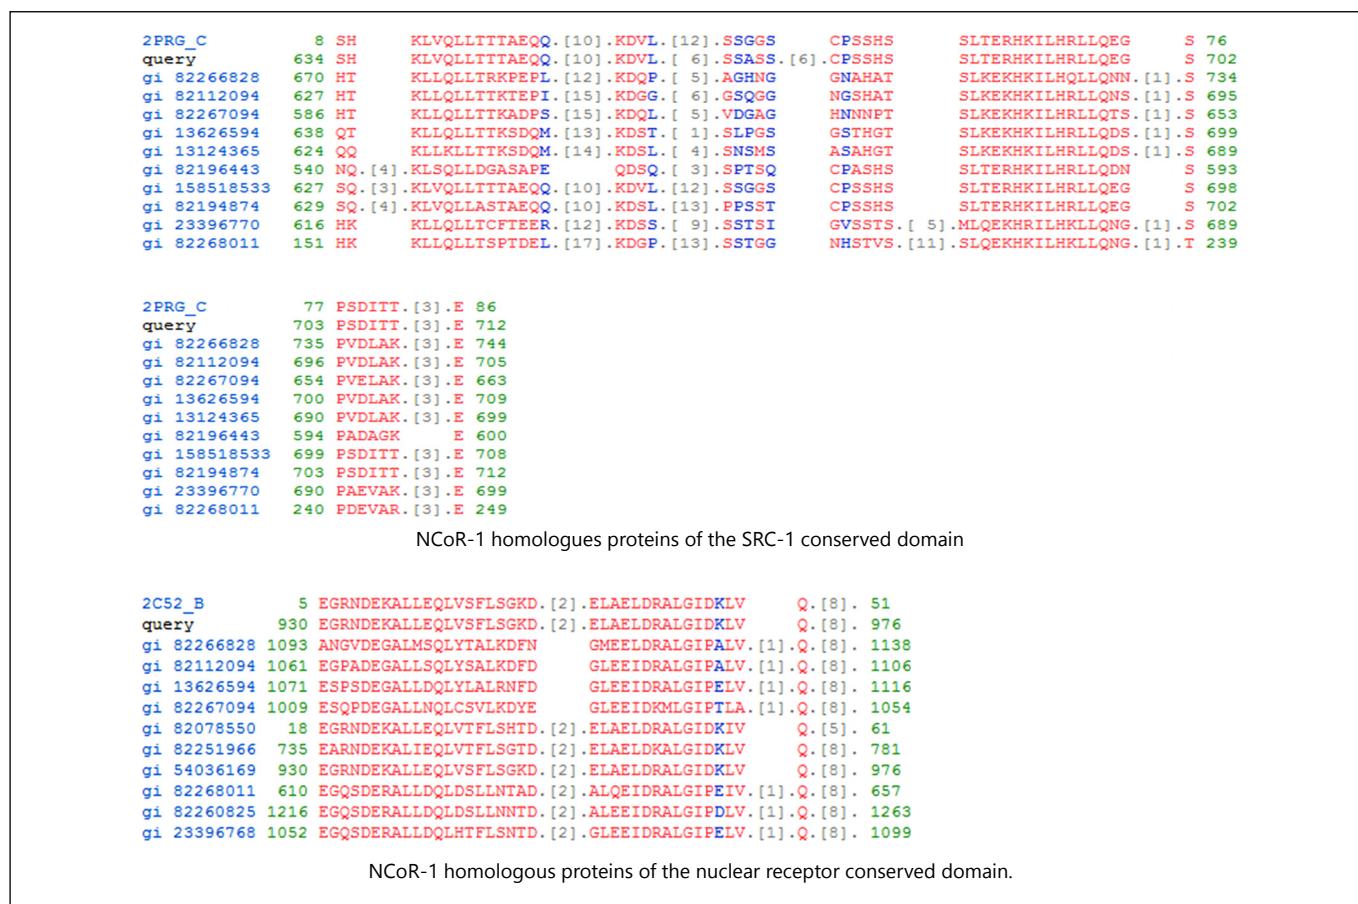 2PRG_C 8 SH KLVQLLTTTAEQQ.[10].KDVL.[12].SSGGS CPSSHS SLTERHKILHRLLQEG S 76
query 634 SH KLVQLLTTTAEQQ.[10].KDVL.[ 6].SSASS.[6].CPSSHS SLTERHKILHRLLQEG S 702
gi 82266828 670 HT KLLQLLTRKPEPL.[12].KDQP.[ 5].AGHNG GNAHAT SLKEKHKILHQLLQNN.[1].S 734
gi 82112094 627 HT KLLQLLTTKTEPI.[15].KDGG.[ 6].GSQGG NGSHAT SLKEKHKILHRLLQNS.[1].S 695
gi 82267094 586 HT KLLQLLTTKADPS.[15].KDQL.[ 5].VDGAG HNNNPT SLKEKHKILHRLLQTS.[1].S 653
gi 13626594 638 QT KLLQLLTTKSDQM.[13].KDST.[ 1].SLPGS GSTHGT SLKEKHKILHRLLQDS.[1].S 699
gi 13124365 624 QQ KLLKLLTTKSDQM.[14].KDSL.[ 4].SNSMS ASAHGT SLKEKHKILHRLLQDS.[1].S 689
gi 82196443 540 NQ.[4].KLSQLLDGASAPE QDSQ.[ 3].SPTSQ CPASHS SLTERHKILHRLLQDN S 593
gi 158518533 627 SQ.[3].KLVQLLTTTAEQQ.[10].KDVL.[12].SSGGS CPSSHS SLTERHKILHRLLQEG S 698
gi 82194874 629 SQ.[4].KLVQLLASTAEQQ.[10].KDSL.[13].PPSST CPSSHS SLTERHKILHRLLQEG S 702
gi 23396770 616 HK KLLQLLTCFTEER.[12].KDSS.[ 9].SSTSI GVSSTS.[ 5].MLQEKHRILHKLLQNG.[1].S 689
gi 82268011 151 HK KLLQLLTSPTDEL.[17].KDGP.[13].SSTGG NHSTVS.[11].SLQEKHKILHKLLQNG.[1].T 239
2PRG_C 77 PSDITT.[3].E 86
query 703 PSDITT.[3].E 712
gi 82266828 735 PVDLAK.[3].E 744
gi 82112094 696 PVDLAK.[3].E 705
gi 82267094 654 PVELAK.[3].E 663
gi 13626594 700 PVDLAK.[3].E 709
gi 13124365 690 PVDLAK.[3].E 699
gi 82196443 594 PADAGK E 600
gi 158518533 699 PSDITT.[3].E 708
gi 82194874 703 PSDITT.[3].E 712
gi 23396770 690 PAEVAK.[3].E 699
gi 82268011 240 PDEVAR.[3].E 249
NCoR-1 homologues proteins of the SRC-1 conserved domain
2C52_B 5 EGRNDEKALLEQLVSFLSGKD.[2].ELAELDRALGIDKLV Q.[8]. 51
query 930 EGRNDEKALLEQLVSFLSGKD.[2].ELAELDRALGIDKLV Q.[8]. 976
gi 82266828 1093 ANGVDEGALMSQLYTALKDFN GMEELDRALGIPALV.[1].Q.[8]. 1138
gi 82112094 1061 EGPADEGALLSQLYSALKDFD GLEEIDRALGIPALV.[1].Q.[8]. 1106
gi 13626594 1071 ESPSDEGALLDQLYLALRNFD GLEEIDRALGIPELV.[1].Q.[8]. 1116
gi 82267094 1009 ESQPDEGALLNQLCSVLKDYE GLEEIDKMLGIPTLA.[1].Q.[8]. 1054
gi 82078550 18 EGRNDEKALLEQLVTFLSHTD.[2].ELAELDRALGIDKIV Q.[5]. 61
gi 82251966 735 EARNDEKALIEQLVTFLSGTD.[2].ELAELDKALGIDKLV Q.[8]. 781
gi 54036169 930 EGRNDEKALLEQLVSFLSGKD.[2].ELAELDRALGIDKLV Q.[8]. 976
gi 82268011 610 EGQSDERALLDQLDSLLNTAD.[2].ALQEIDRALGIPEIV.[1].Q.[8]. 657
gi 82260825 1216 EGQSDERALLDQLDSLLNNTD.[2].ALEEIDRALGIPDLV.[1].Q.[8]. 1263
gi 23396768 1052 EGQSDERALLDQLHTFLSNTD.[2].GLEEIDRALGIPELV.[1].Q.[8]. 1099
NCoR-1 homologous proteins of the nuclear receptor conserved domain.